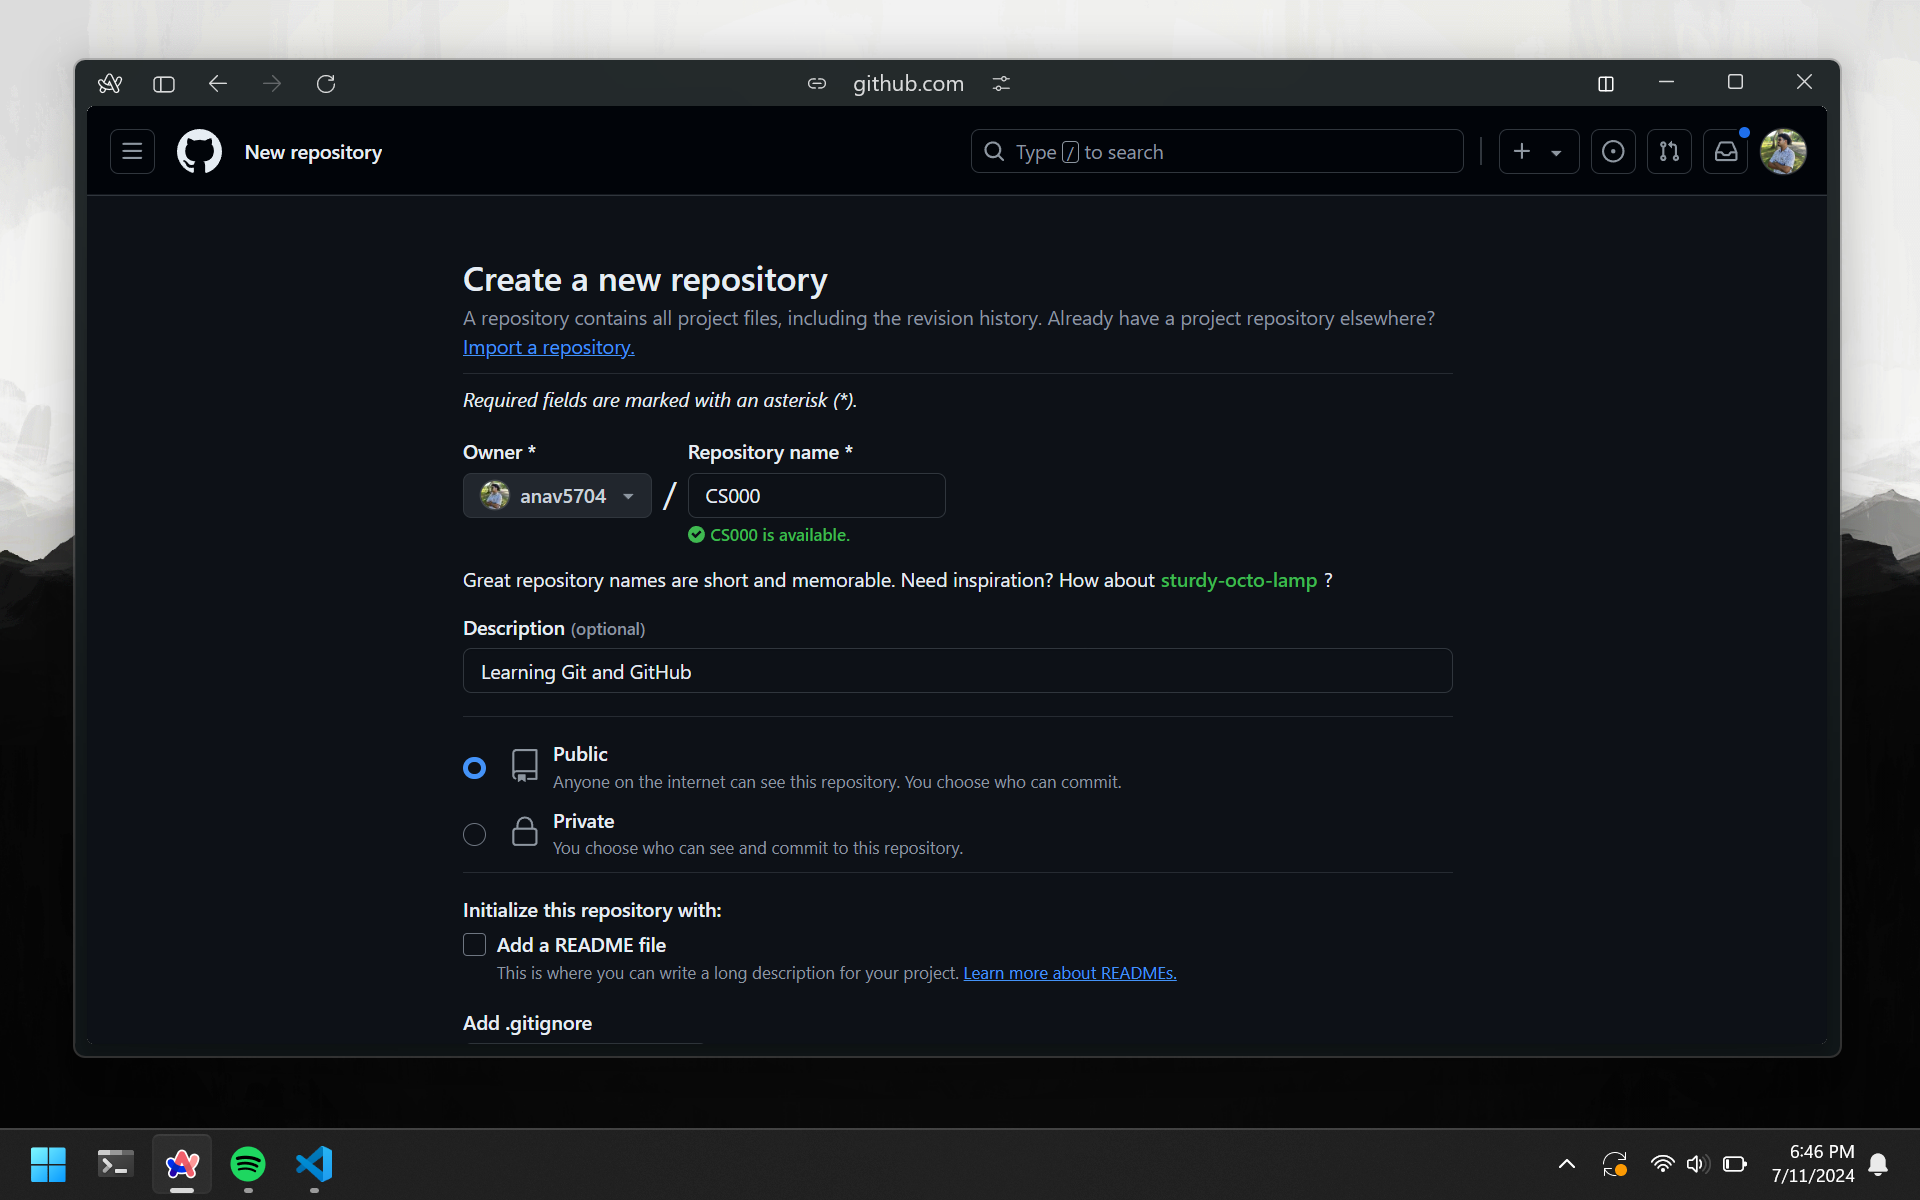 github.com
New repository
Type / to search
Create a new repository
A repository contains all project files, including the revision history. Already have a project repository elsewhere?
Import a repository.
Required fields are marked with an asterisk (*).
Owner *
Repository name *
anav5704
/
CS000
CS000 is available.
Great repository names are short and memorable. Need inspiration? How about sturdy-octo-lamp ?
Description (optional)
Learning Git and GitHub
Public
Anyone on the internet can see this repository. You choose who can commit.
Private
You choose who can see and commit to this repository.
Initialize this repository with:
Add a README file
This is where you can write a long description for your project. Learn more about READMEs.
Add .gitignore
6:46 PM
7/11/2024